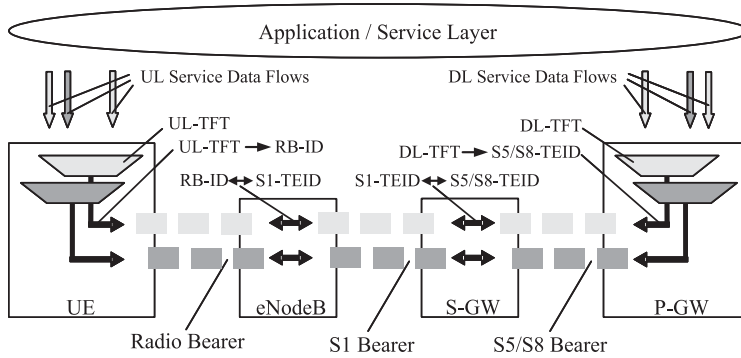 Application / Service Layer
UL Service Data Flows
DL Service Data Flows
UL-TFT
DL-TFT
UL-TFT → RB-ID
DL-TFT → S5/S8-TEID
RB-ID ↔ S1-TEID
S1-TEID ↔ S5/S8-TEID
UE
eNodeB
S-GW
P-GW
Radio Bearer
S1 Bearer
S5/S8 Bearer